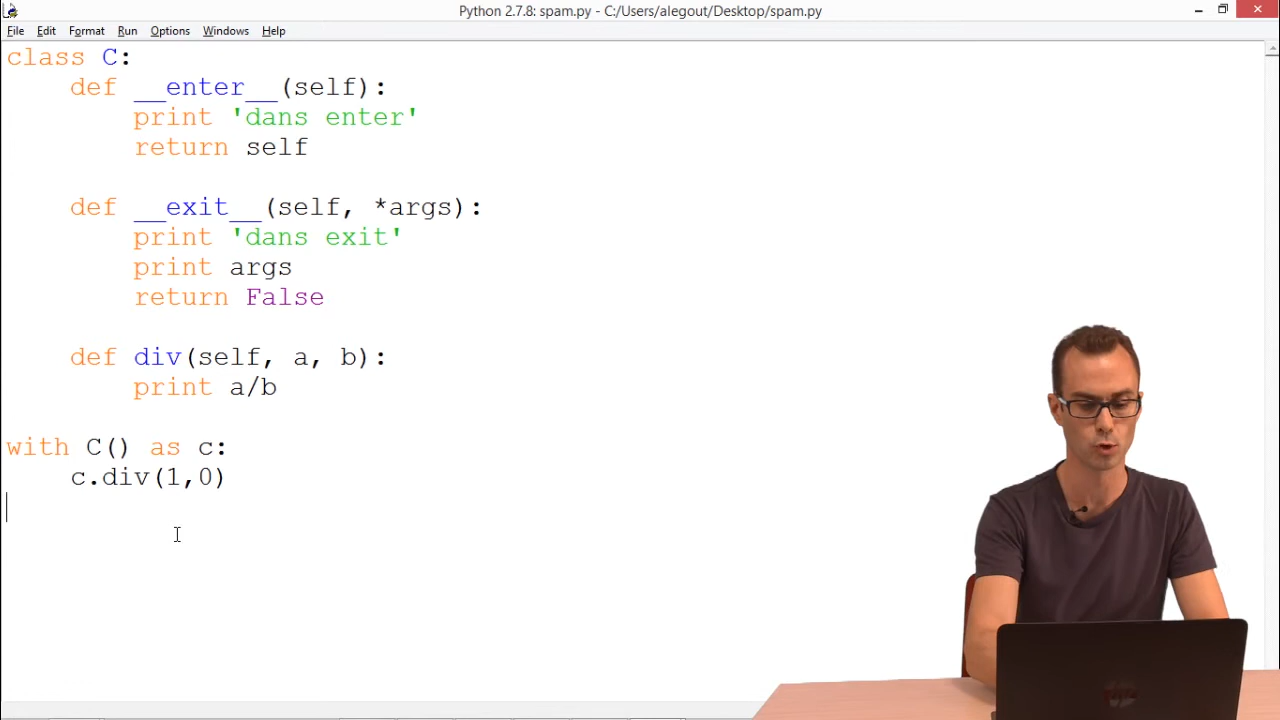 Python 2.7.8: spam.py - C:/Users/alegout/Desktop/spam.py
File Edit Format Run Options Windows Help
class C:
    def __enter__(self):
        print 'dans enter'
        return self
    def __exit__(self, *args):
        print 'dans exit'
        print args
        return False
    def div(self, a, b):
        print a/b
with C() as c:
    c.div(1,0)